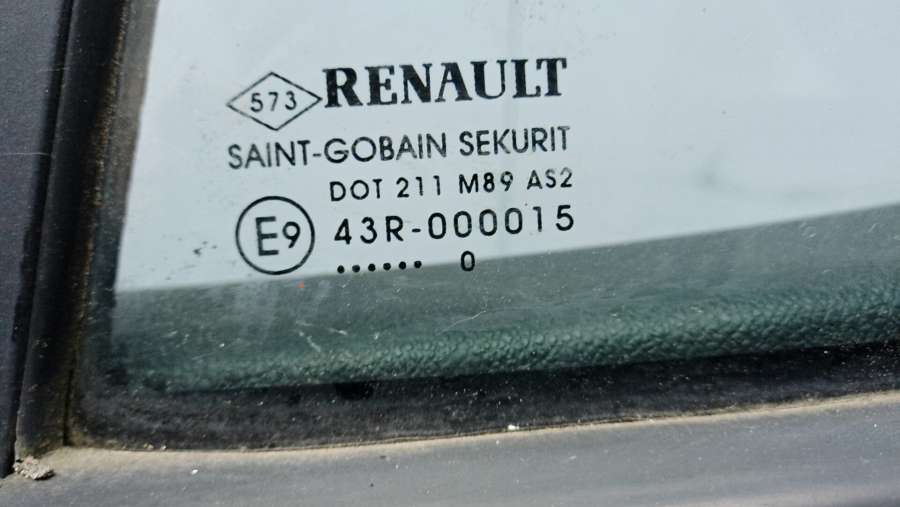 573 RENAULT
SAINT-GOBAIN SEKURIT
DOT 211 M89 AS2
E9 43R-000015
...... 0